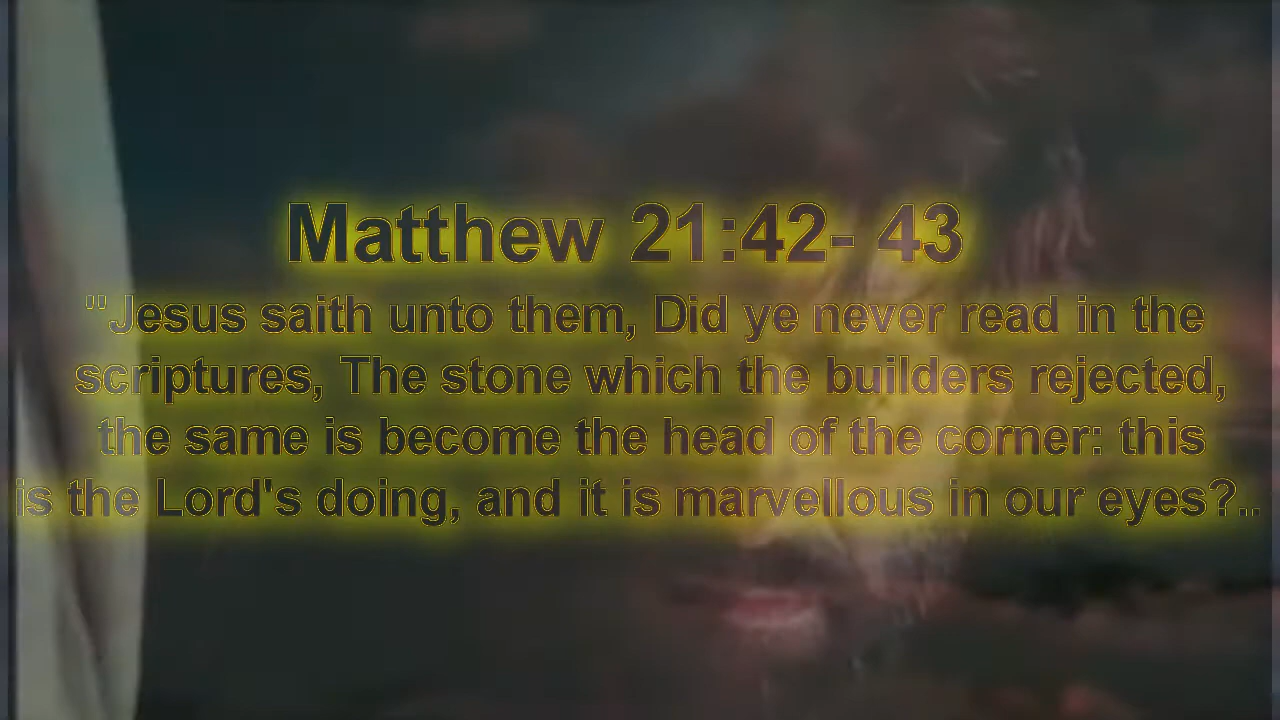 Matthew 21:42- 43
"Jesus saith unto them, Did ye never read in the
scriptures, The stone which the builders rejected,
the same is become the head of the corner: this
is the Lord's doing, and it is marvellous in our eyes?..